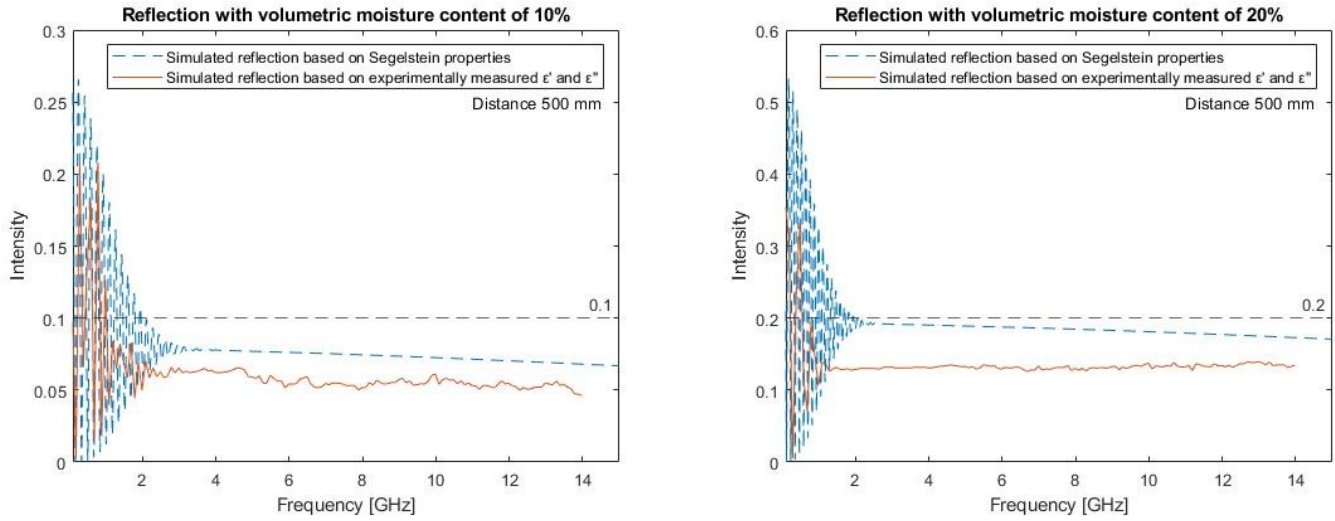 Reflection with volumetric moisture content of 10%
0.3
0.25
0.2
0.15
0.1
0.05
0
Intensity
Simulated reflection based on Segelstein properties
Simulated reflection based on experimentally measured ε' and ε"
Distance 500 mm
0.1
2 4 6 8 10 12 14
Frequency [GHz]
Reflection with volumetric moisture content of 20%
0.6
0.5
0.4
0.3
0.2
0.1
0
Intensity
Simulated reflection based on Segelstein properties
Simulated reflection based on experimentally measured ε' and ε"
Distance 500 mm
0.2
2 4 6 8 10 12 14
Frequency [GHz]